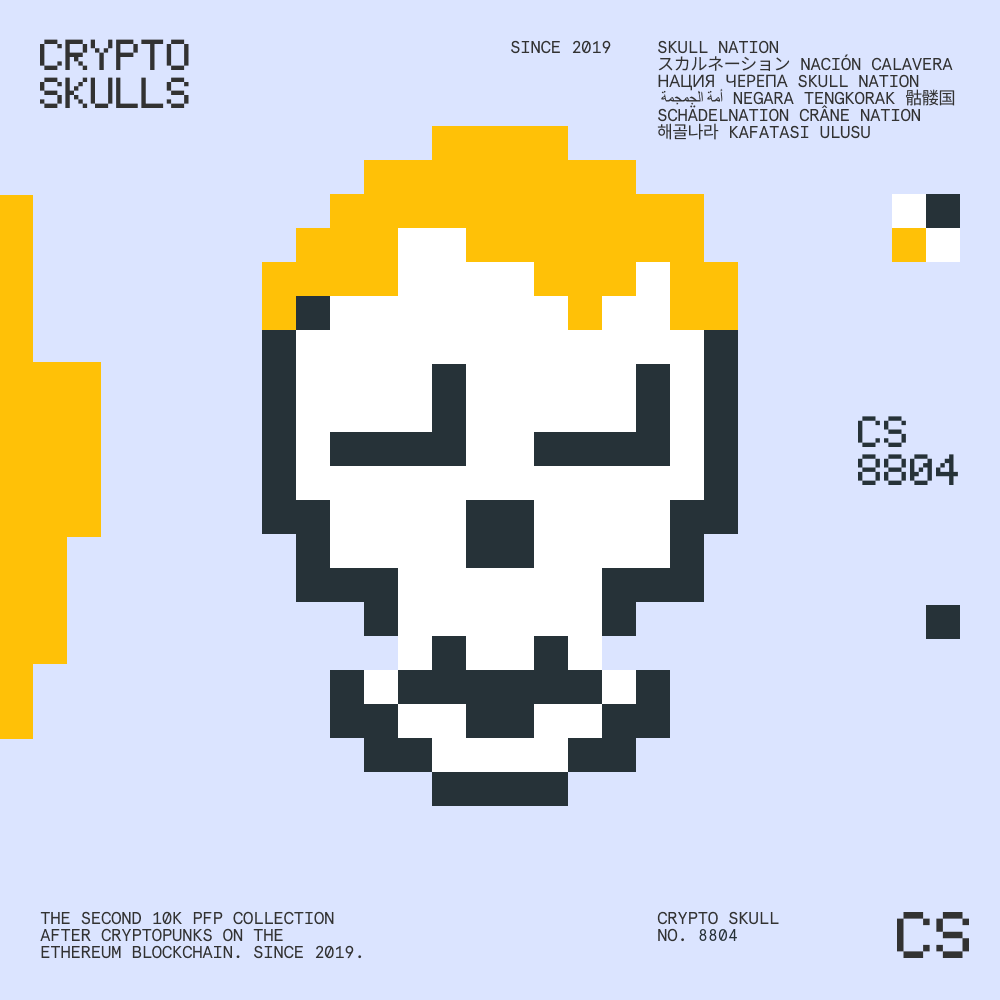 CRYPTO
SKULLS
SINCE 2019
SKULL NATION
スカルネーション NACIÓN CALAVERA
НАЦИЯ ЧЕРЕПА SKULL NATION
أمة الجمجمة NEGARA TENGKORAK 骷髅国
SCHÄDELNATION CRÂNE NATION
해골나라 KAFATASI ULUSU
CS
8804
THE SECOND 10K PFP COLLECTION
AFTER CRYPTOPUNKS ON THE
ETHEREUM BLOCKCHAIN. SINCE 2019.
CRYPTO SKULL
NO. 8804
CS